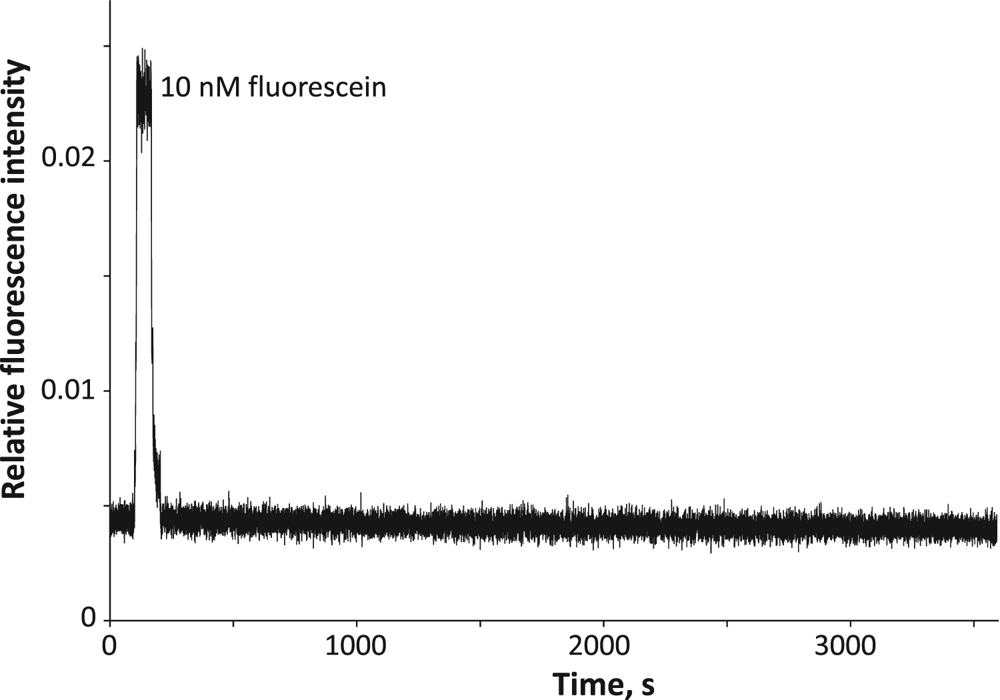 Relative fluorescence intensity
10 nM fluorescein
0.02
0.01
0
0 1000 2000 3000
Time, s